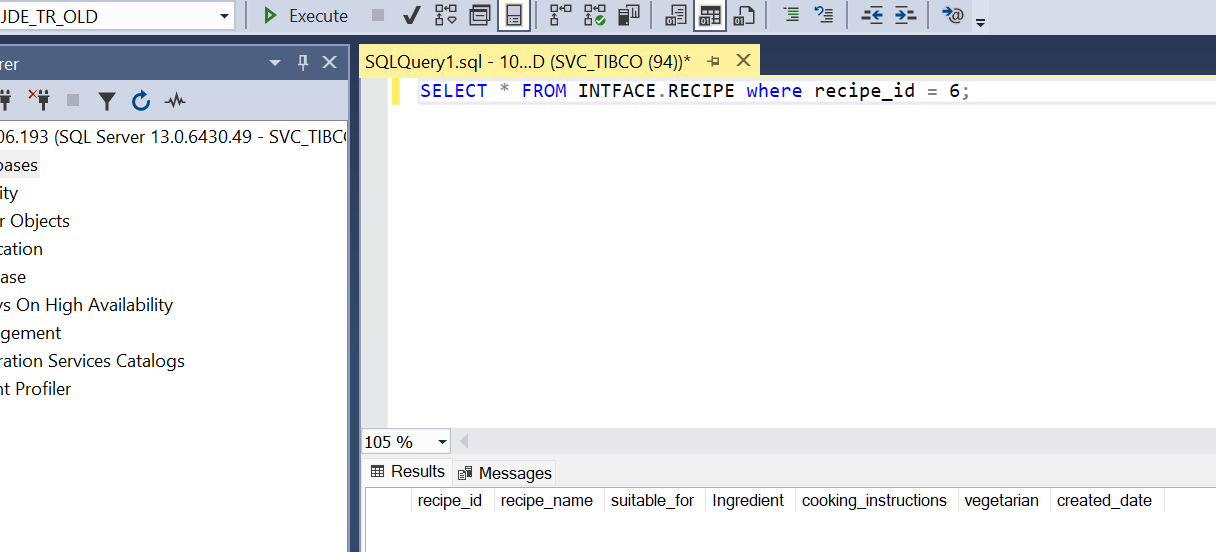 JDE_TR_OLD
Execute
rer
SQLQuery1.sql - 10...D (SVC_TIBCO (94))*
SELECT * FROM INTFACE.RECIPE where recipe_id = 6;
06.193 (SQL Server 13.0.6430.49 - SVC_TIBC
bases
ity
r Objects
cation
ase
ys On High Availability
gement
ration Services Catalogs
nt Profiler
105 %
Results
Messages
recipe_id recipe_name suitable_for Ingredient cooking_instructions vegetarian created_date